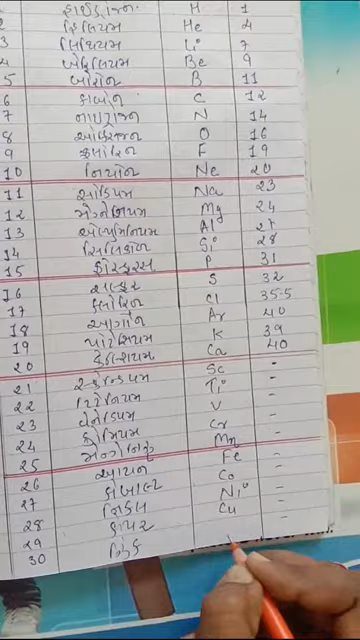 હાઈડ્રોજન H 1
2 હિલિયમ He 4
3 લિથિયમ Li 7
4 બેરિલિયમ Be 9
5 બોરોન B 11
6 કાર્બન C 12
7 નાઇટ્રોજન N 14
8 ઓક્સિજન O 16
9 ફ્લોરિન F 19
10 નિયોન Ne 20
11 સોડિયમ Na 23
12 મેગ્નેશિયમ Mg 24
13 એલ્યુમિનિયમ Al 27
14 સિલિકોન Si 28
15 ફોસ્ફરસ P 31
16 સલ્ફર S 32
17 ક્લોરિન Cl 35.5
18 આર્ગોન Ar 40
19 પોટેશિયમ K 39
20 કેલ્શિયમ Ca 40
21 સ્કેન્ડિયમ Sc -
22 ટિટેનિયમ Ti -
23 વેનેડિયમ V -
24 ક્રોમિયમ Cr -
25 મેન્ગેનિઝ Mn -
26 આયર્ન Fe -
27 કોબાલ્ટ Co -
28 નિકલ Ni -
29 કોપર Cu -
30 ઝિંક